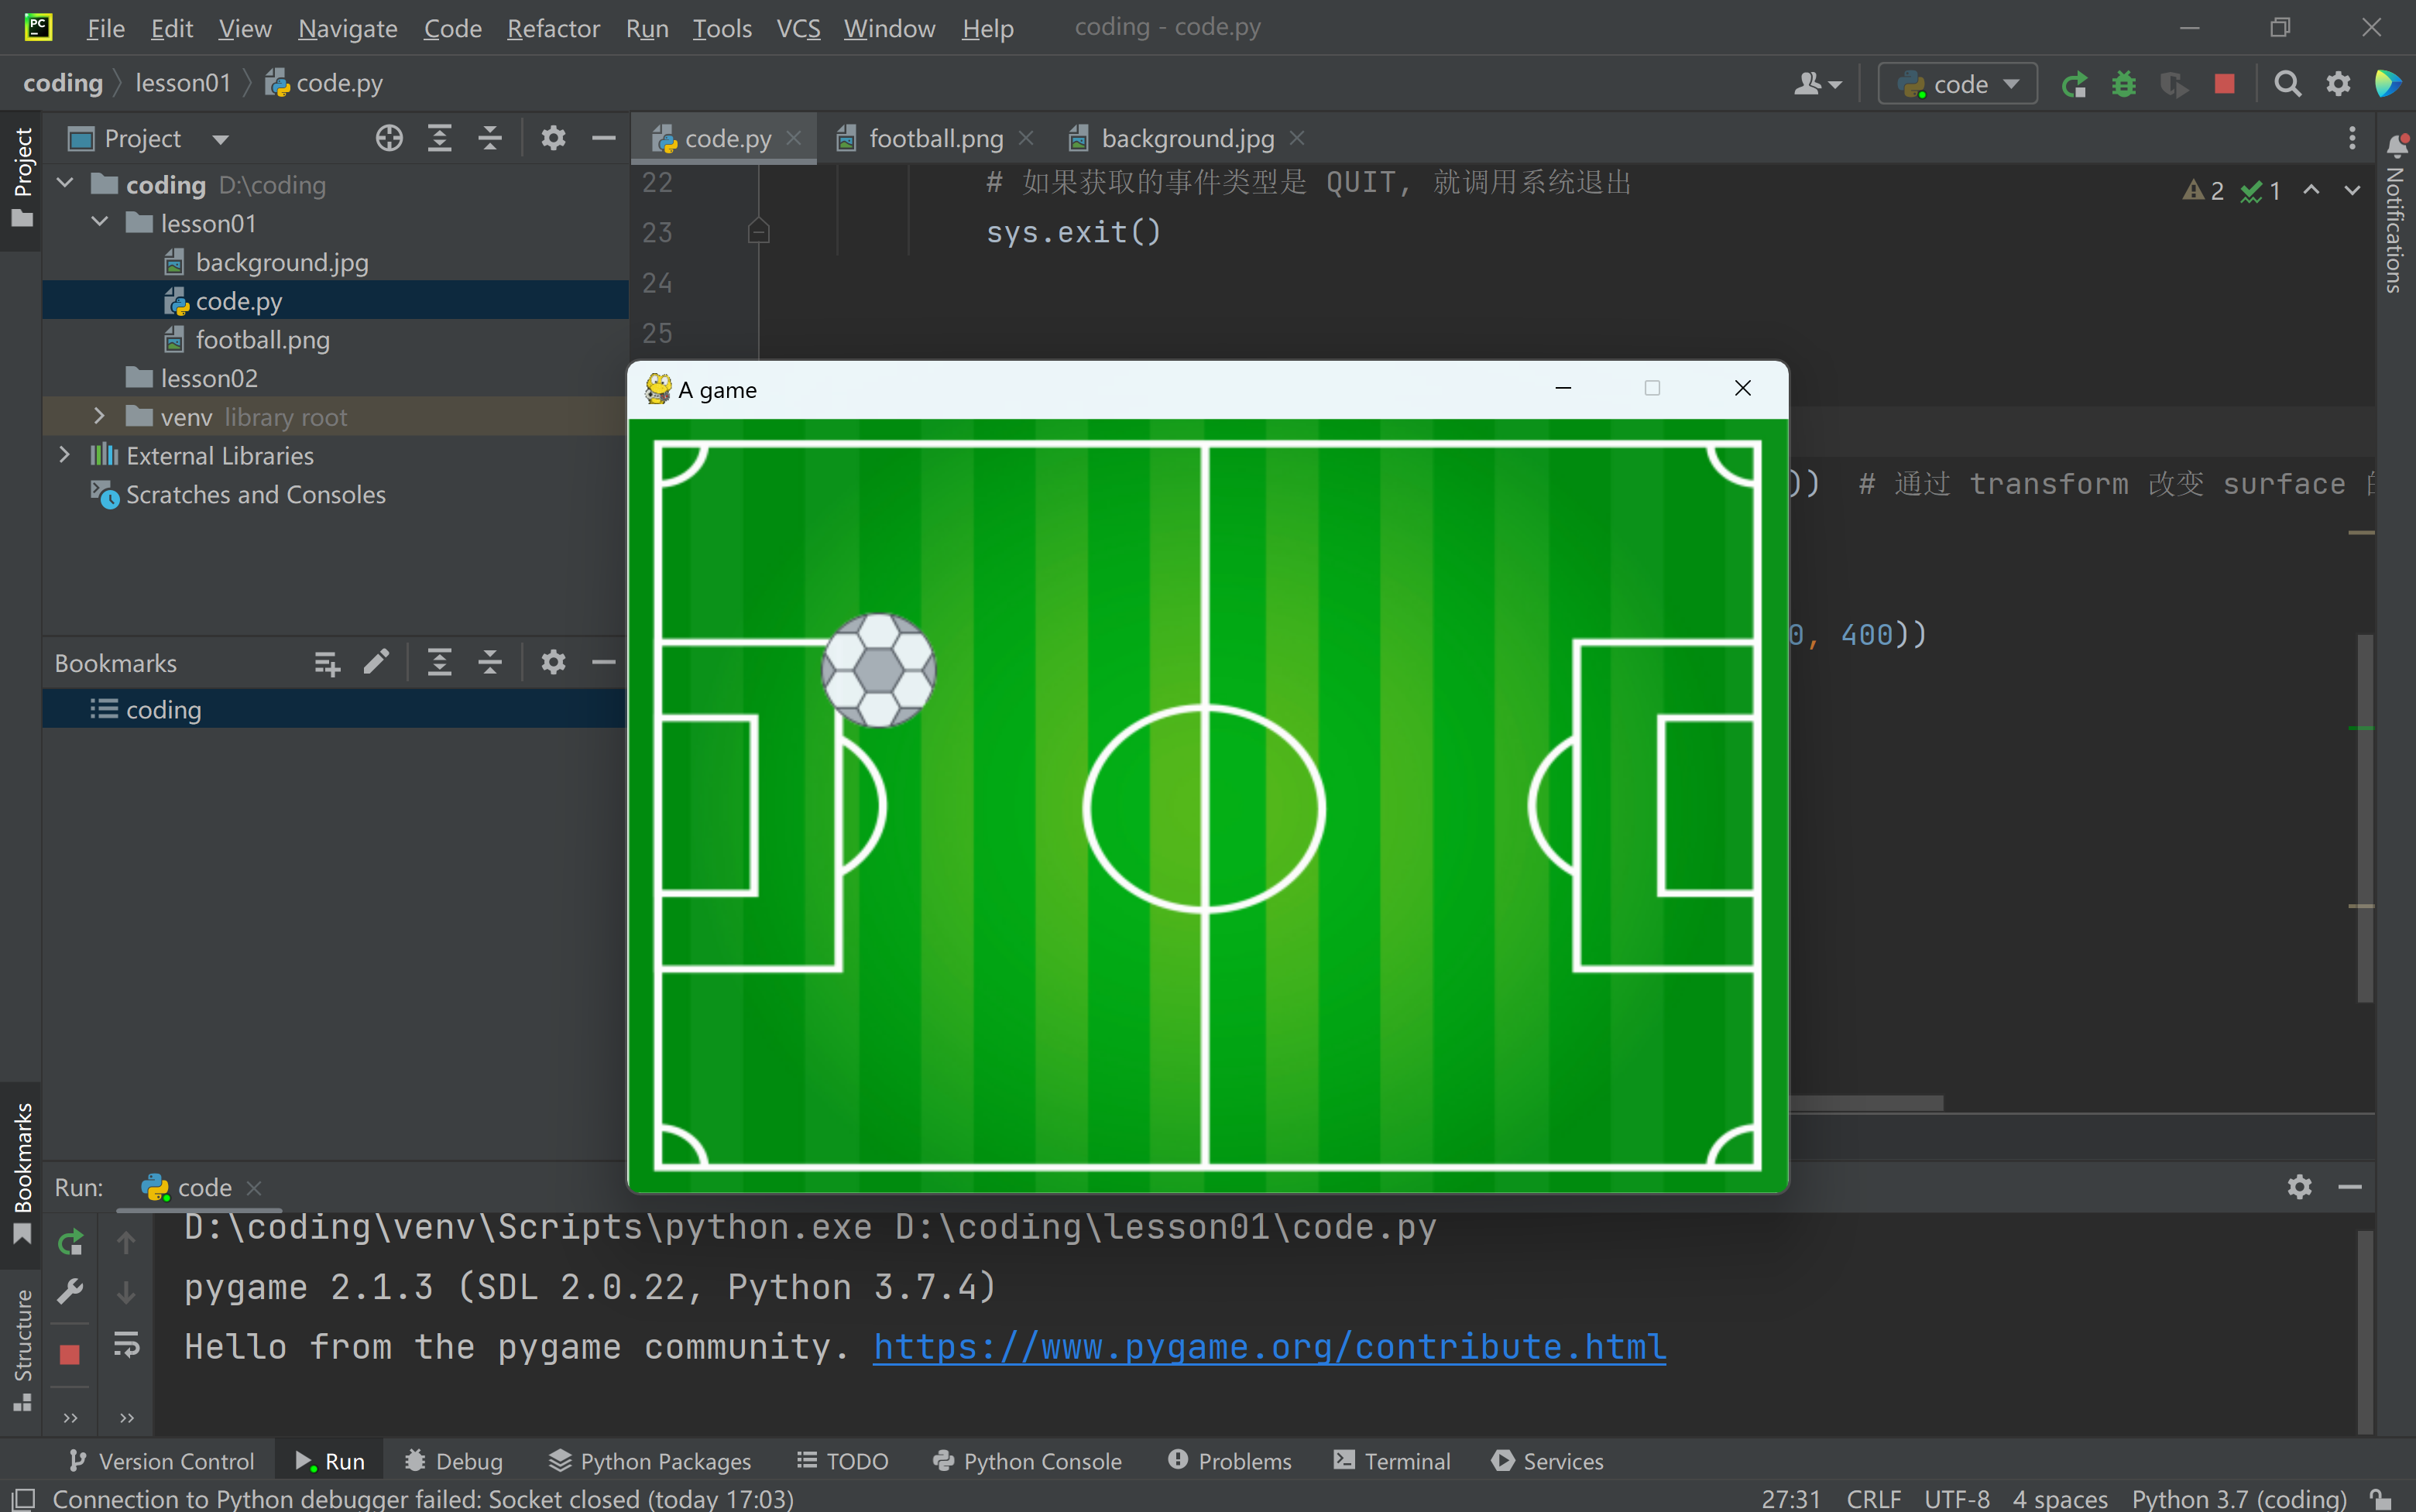 PC
File Edit View Navigate Code Refactor Run Tools VCS Window Help coding - code.py
coding lesson01 code.py
code
Project
Project
coding D:\coding
lesson01
background.jpg
code.py
football.png
lesson02
venv library root
External Libraries
Scratches and Consoles
Bookmarks
coding
Bookmarks
Structure
code.py football.png background.jpg
22 # 如果获取的事件类型是 QUIT, 就调用系统退出
23 sys.exit()
24
25
2 1
Notifications
A game
)) # 通过 transform 改变 surface
0, 400))
Run: code
D:\coding\venv\Scripts\python.exe D:\coding\lesson01\code.py
pygame 2.1.3 (SDL 2.0.22, Python 3.7.4)
Hello from the pygame community. https://www.pygame.org/contribute.html
Version Control Run Debug Python Packages TODO Python Console Problems Terminal Services
Connection to Python debugger failed: Socket closed (today 17:03) 27:31 CRLF UTF-8 4 spaces Python 3.7 (coding)